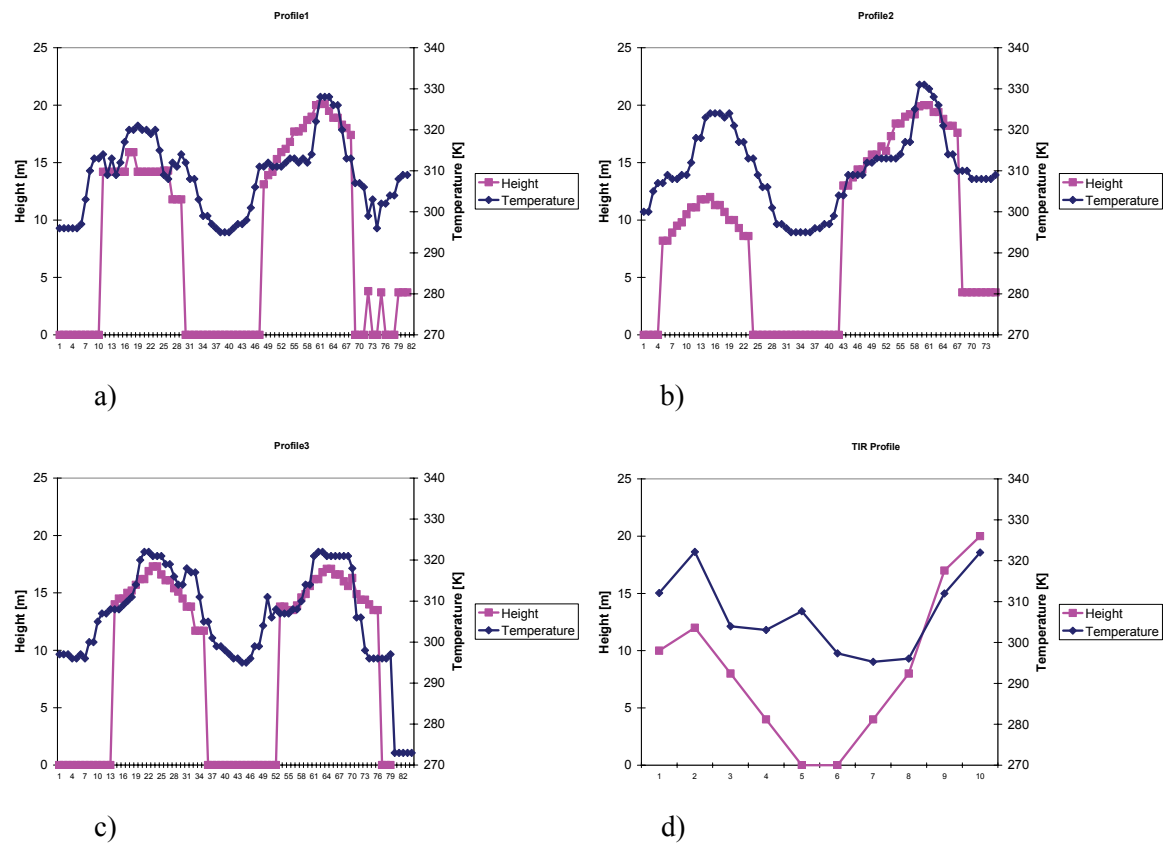 Profile1
25
20
15
10
5
0
Height [m]
340
330
320
310
300
290
280
270
Temperature [K]
Height
Temperature
1 4 7 10 13 16 19 22 25 28 31 34 37 40 43 46 49 52 55 58 61 64 67 70 73 76 79 82
a)
Profile2
25
20
15
10
5
0
Height [m]
340
330
320
310
300
290
280
270
Temperature [K]
Height
Temperature
1 4 7 10 13 16 19 22 25 28 31 34 37 40 43 46 49 52 55 58 61 64 67 70 73
b)
Profile3
25
20
15
10
5
0
Height [m]
340
330
320
310
300
290
280
270
Temperature [K]
Height
Temperature
1 4 7 10 13 16 19 22 25 28 31 34 37 40 43 46 49 52 55 58 61 64 67 70 73 76 79 82
c)
TIR Profile
25
20
15
10
5
0
Height [m]
340
330
320
310
300
290
280
270
Temperature [K]
Height
Temperature
1 2 3 4 5 6 7 8 9 10
d)